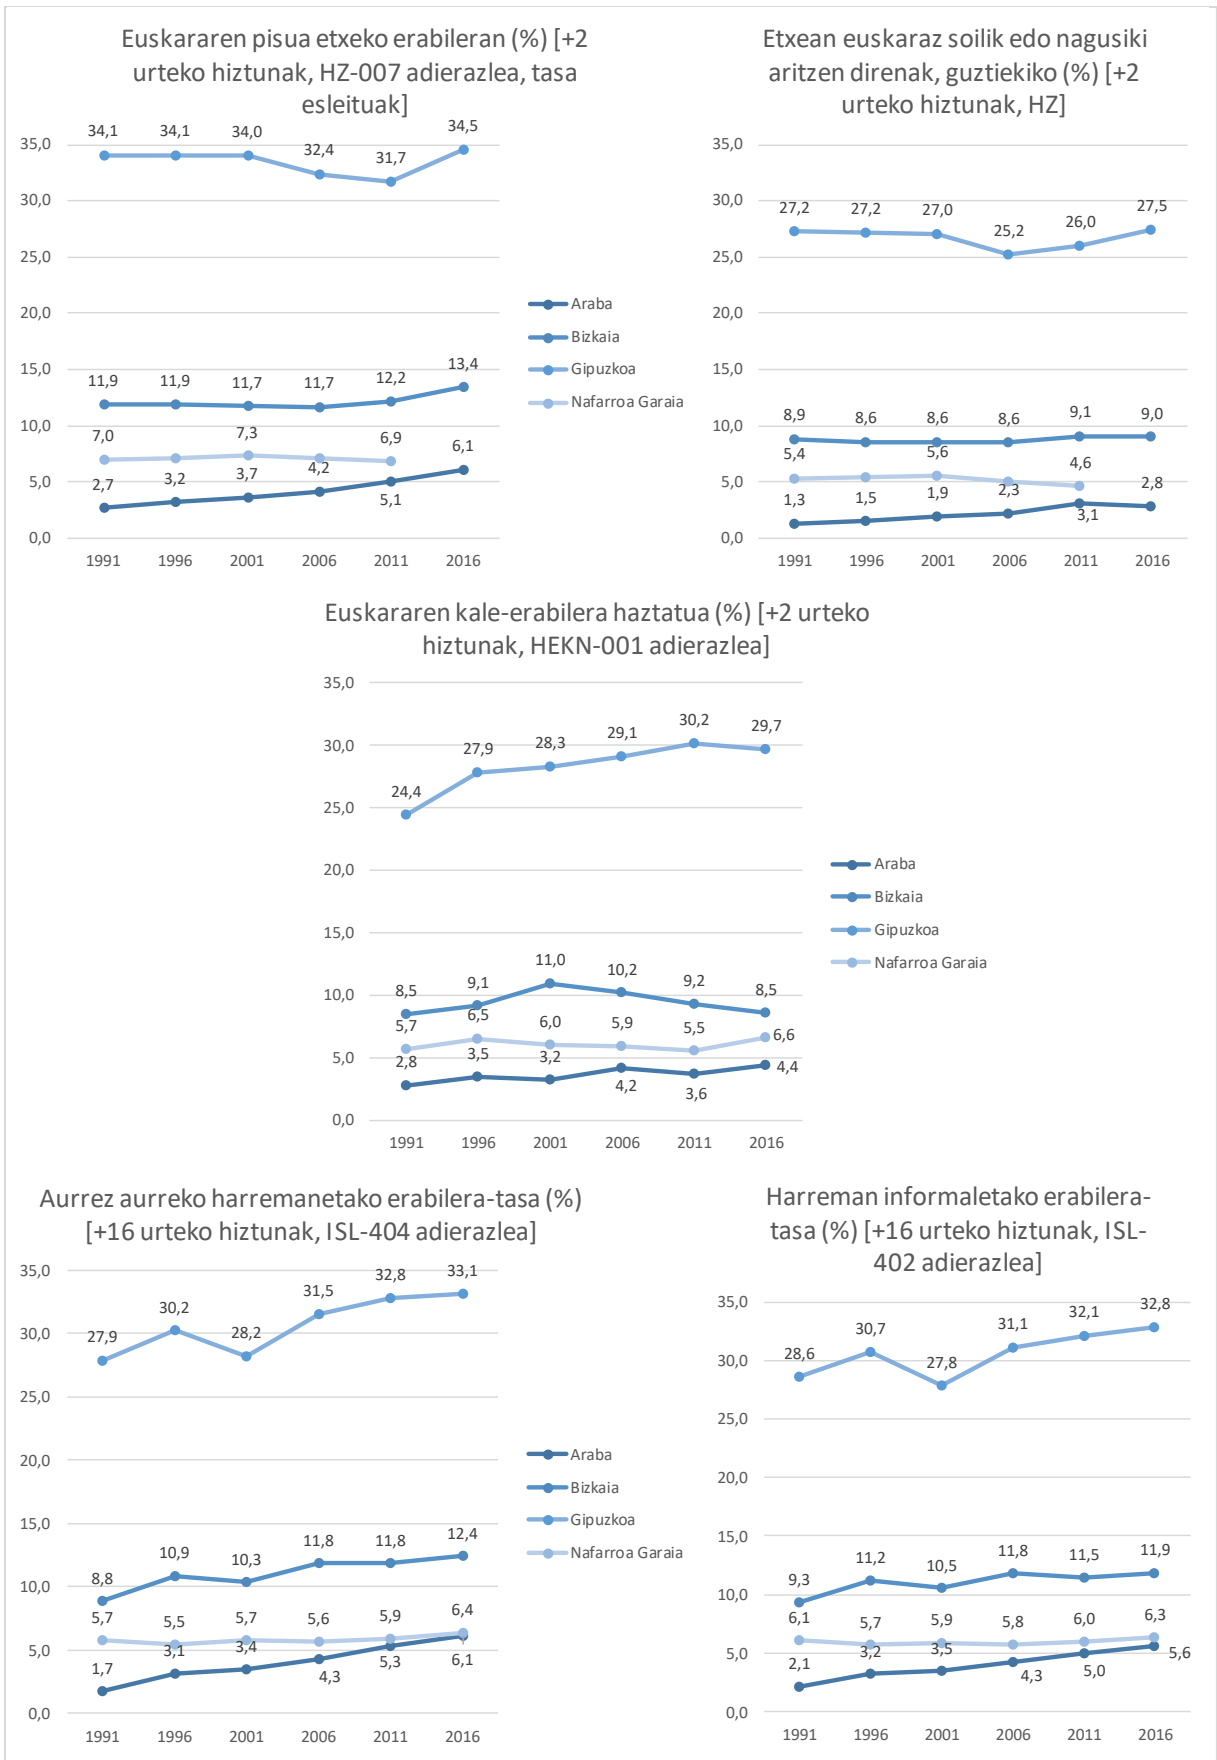 Euskararen pisua etxeko erabileran (%) [+2
urteko hiztunak, HZ-007 adierazlea, tasa
esleituak]
35,0
30,0
25,0
20,0
15,0
10,0
5,0
0,0
34,1 34,1 34,0 32,4 31,7 34,5
11,9 11,9 11,7 11,7 12,2 13,4
7,0 7,3 6,9
2,7 3,2 3,7 4,2 5,1 6,1
1991 1996 2001 2006 2011 2016
Araba
Bizkaia
Gipuzkoa
Nafarroa Garaia
Etxean euskaraz soilik edo nagusiki
aritzen direnak, guztiekiko (%) [+2
urteko hiztunak, HZ]
35,0
30,0
25,0
20,0
15,0
10,0
5,0
0,0
27,2 27,2 27,0 25,2 26,0 27,5
8,9 8,6 8,6 8,6 9,1 9,0
5,4 5,6 4,6
1,3 1,5 1,9 2,3 3,1 2,8
1991 1996 2001 2006 2011 2016
Euskararen kale-erabilera haztatua (%) [+2 urteko
hiztunak, HEKN-001 adierazlea]
35,0
30,0
25,0
20,0
15,0
10,0
5,0
0,0
24,4 27,9 28,3 29,1 30,2 29,7
8,5 9,1 11,0 10,2 9,2 8,5
5,7 6,5 6,0 5,9 5,5 6,6
2,8 3,5 3,2 4,2 3,6 4,4
1991 1996 2001 2006 2011 2016
Araba
Bizkaia
Gipuzkoa
Nafarroa Garaia
Aurrez aurreko harremanetako erabilera-tasa (%)
[+16 urteko hiztunak, ISL-404 adierazlea]
35,0
30,0
25,0
20,0
15,0
10,0
5,0
0,0
27,9 30,2 28,2 31,5 32,8 33,1
8,8 10,9 10,3 11,8 11,8 12,4
5,7 5,5 5,7 5,6 5,9 6,4
1,7 3,1 3,4 4,3 5,3 6,1
1991 1996 2001 2006 2011 2016
Araba
Bizkaia
Gipuzkoa
Nafarroa Garaia
Harreman informaletako erabilera-
tasa (%) [+16 urteko hiztunak, ISL-
402 adierazlea]
35,0
30,0
25,0
20,0
15,0
10,0
5,0
0,0
28,6 30,7 27,8 31,1 32,1 32,8
9,3 11,2 10,5 11,8 11,5 11,9
6,1 5,7 5,9 5,8 6,0 6,3
2,1 3,2 3,5 4,3 5,0 5,6
1991 1996 2001 2006 2011 2016